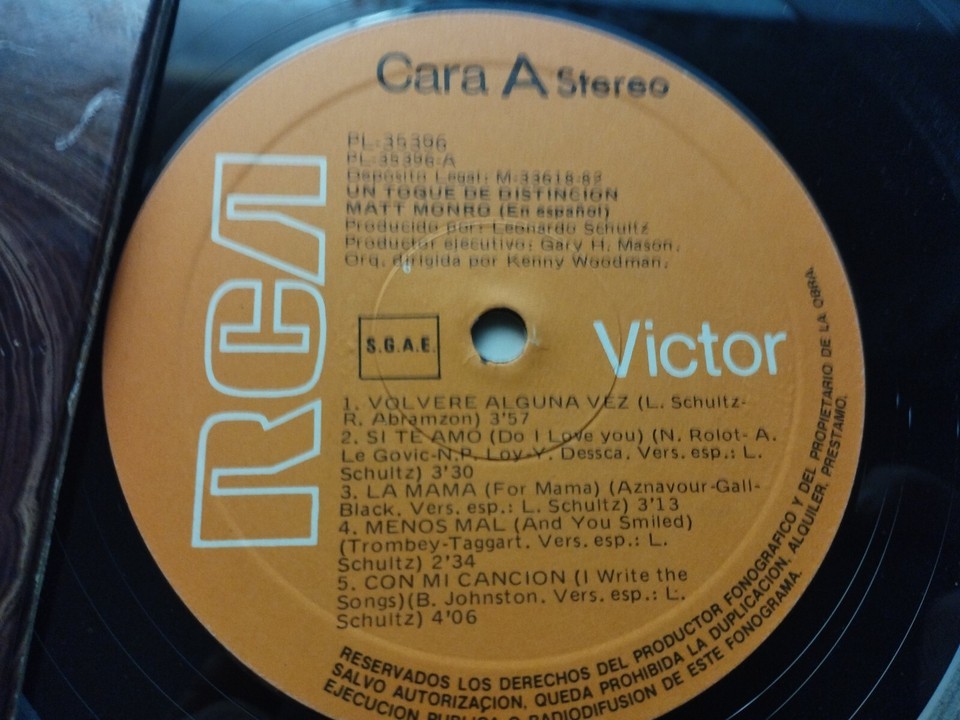 Cara A Stereo
PL-35396
PL-35396-A
Depósito Legal: M-33618-82
UN TOQUE DE DISTINCION
MATT MONRO (En español)
Producido por: Leonardo Schultz
Productor ejecutivo: Gary H. Mason.
Orq. dirigida por Kenny Woodman.
RCA
S.G.A.E.
Victor
1. VOLVERE ALGUNA VEZ (L. Schultz-
R. Abramzon) 3'57
2. SI TE AMO (Do I Love you) (N. Rolot- A.
Le Govic-N.P. Loy-Y. Dessca. Vers. esp.: L.
Schultz) 3'30
3. LA MAMA (For Mama) (Aznavour-Gall-
Black. Vers. esp.: L. Schultz) 3'13
4. MENOS MAL (And You Smiled)
(Trombey-Taggart. Vers. esp.: L.
Schultz) 2'34
5. CON MI CANCION (I Write the
Songs)(B. Johnston. Vers. esp.: L.
Schultz) 4'06
RESERVADOS LOS DERECHOS DEL PRODUCTOR FONOGRAFICO Y DEL PROPIETARIO DE LA OBRA.
SALVO AUTORIZACION, QUEDA PROHIBIDA LA DUPLICACION, ALQUILER, PRESTAMO,
EJECUCION PUBLICA O RADIODIFUSION DE ESTE FONOGRAMA.